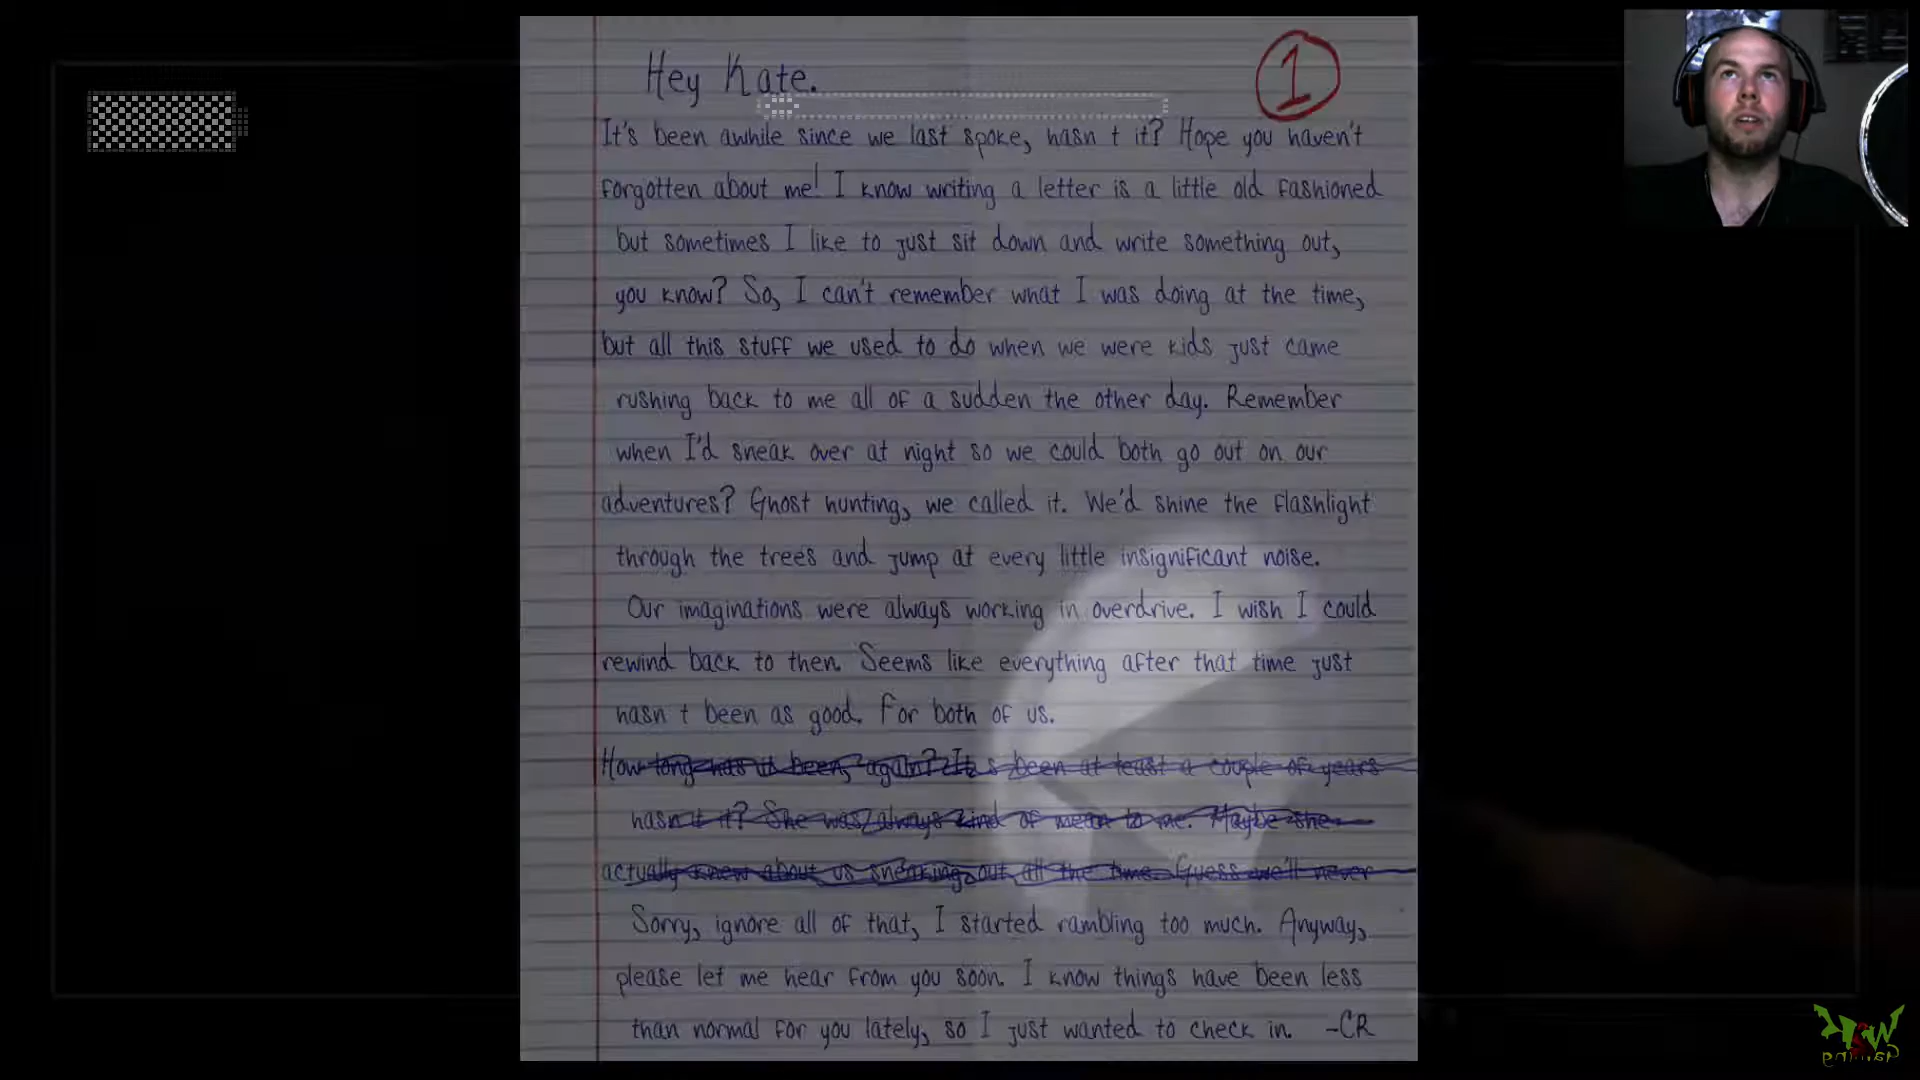 Hey Kate.
1
It's been awhile since we last spoke, hasn t it? Hope you haven't
forgotten about me! I know writing a letter is a little old fashioned
but sometimes I like to just sit down and write something out,
you know? So, I can't remember what I was doing at the time,
but all this stuff we used to do when we were kids just came
rushing back to me all of a sudden the other day. Remember
when I'd sneak over at night so we could both go out on our
adventures? Ghost hunting, we called it. We'd shine the flashlight
through the trees and jump at every little insignificant noise.
Our imaginations were always working in overdrive. I wish I could
rewind back to then. Seems like everything after that time just
hasn t been as good. For both of us.
How long has it been, again? It s been at least a couple of years
hasn t it? She was always kind of mean to me. Maybe she
actually knew about us sneaking out all the time. Guess we'll never
Sorry, ignore all of that, I started rambling too much. Anyway,
please let me hear from you soon. I know things have been less
than normal for you lately, so I just wanted to check in. -CR